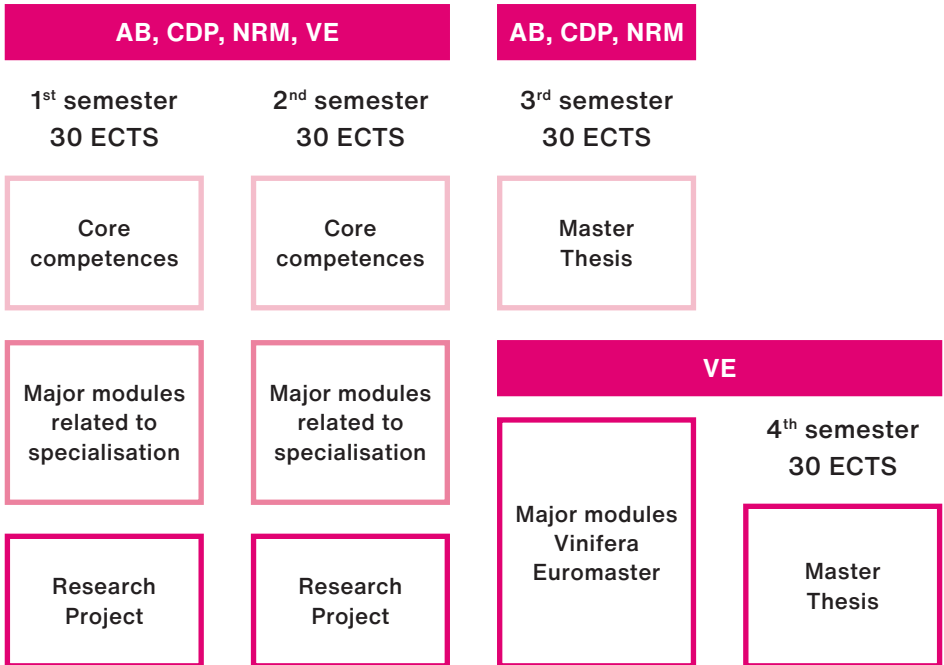 AB, CDP, NRM, VE
1st semester
30 ECTS
Core
competences
Major modules
related to
specialisation
Research
Project
2nd semester
30 ECTS
Core
competences
Major modules
related to
specialisation
Research
Project
AB, CDP, NRM
3rd semester
30 ECTS
Master
Thesis
VE
Major modules
Vinifera
Euromaster
4th semester
30 ECTS
Master
Thesis